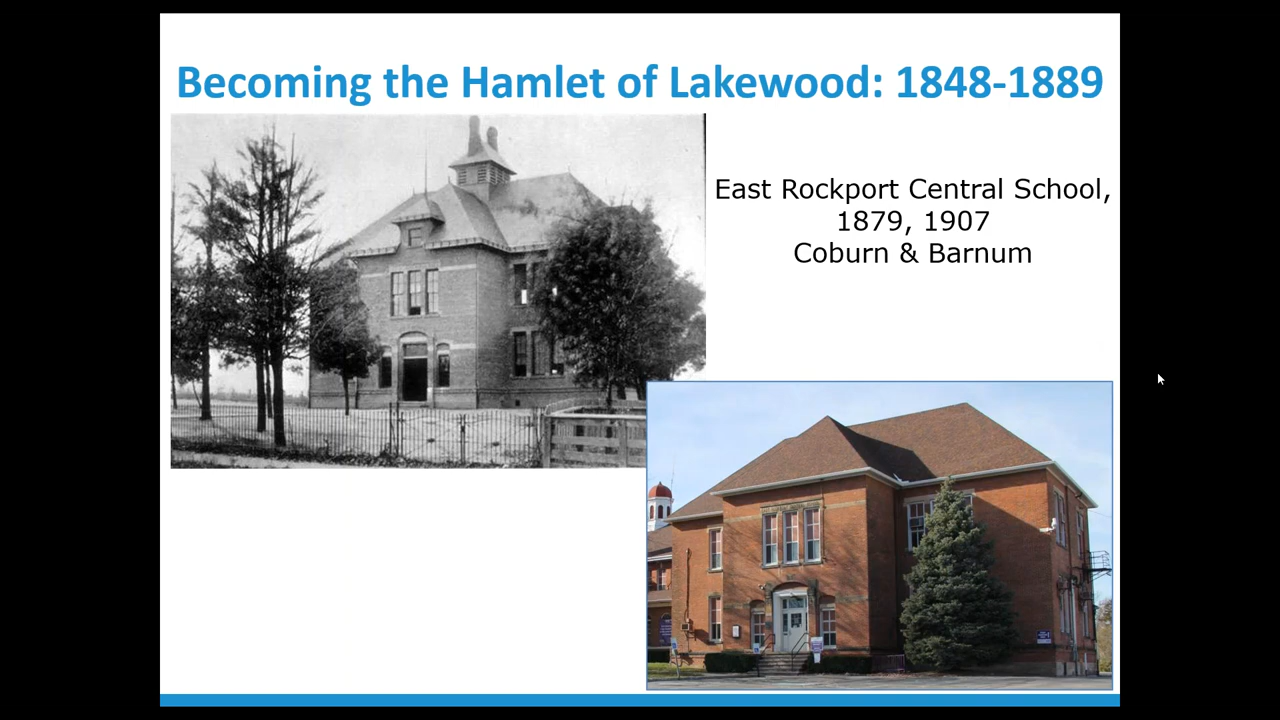 Becoming the Hamlet of Lakewood: 1848-1889
East Rockport Central School,
1879, 1907
Coburn & Barnum